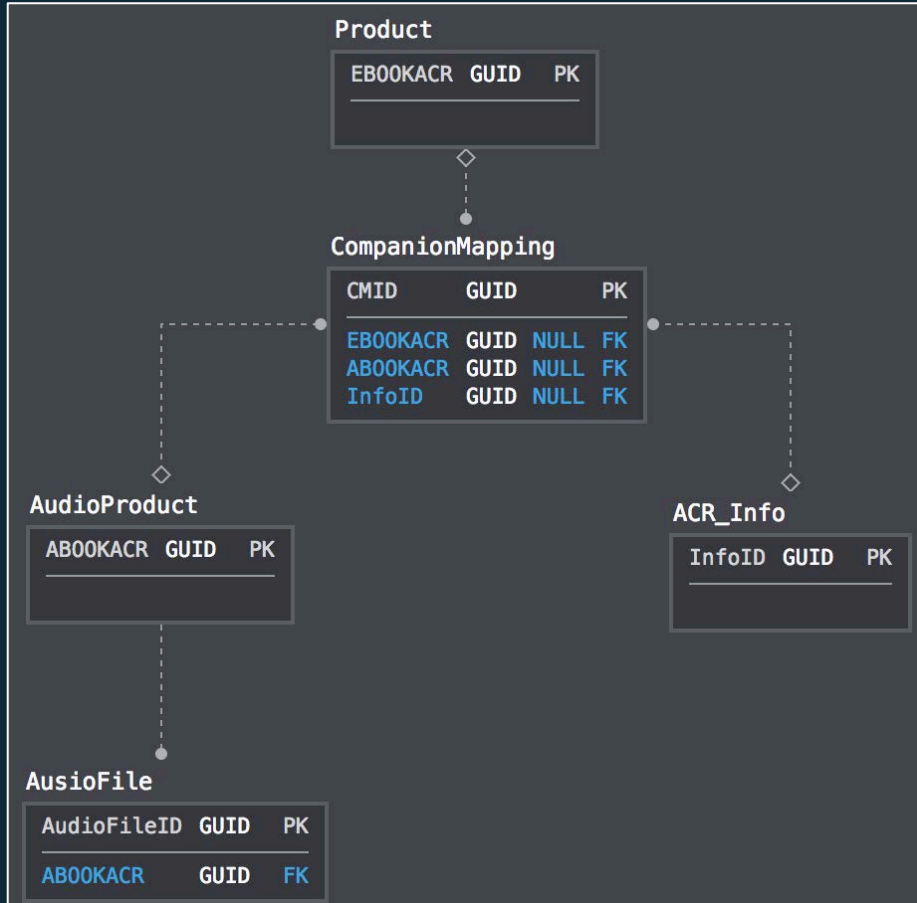 Product
EBOOKACR GUID PK
CompanionMapping
CMID GUID PK
EBOOKACR GUID NULL FK
ABOOKACR GUID NULL FK
InfoID GUID NULL FK
AudioProduct
ABOOKACR GUID PK
ACR_Info
InfoID GUID PK
AusioFile
AudioFileID GUID PK
ABOOKACR GUID FK